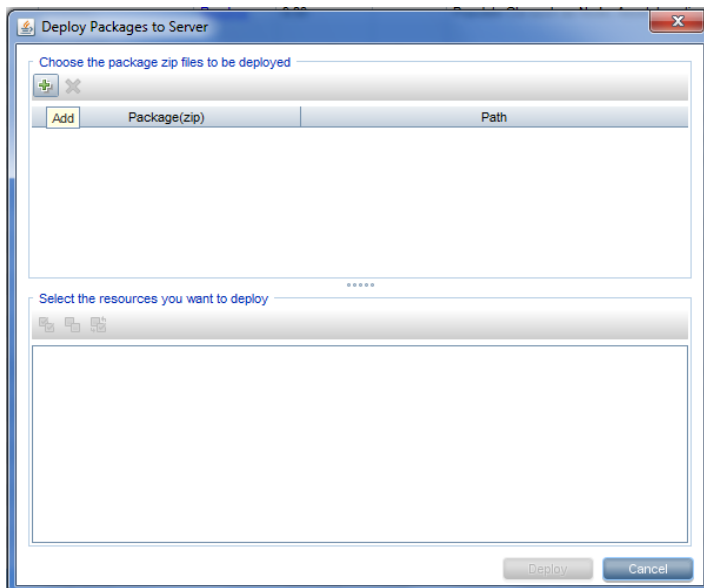 Deploy Packages to Server
Choose the package zip files to be deployed
Add
Package(zip) Path
Select the resources you want to deploy
Deploy Cancel